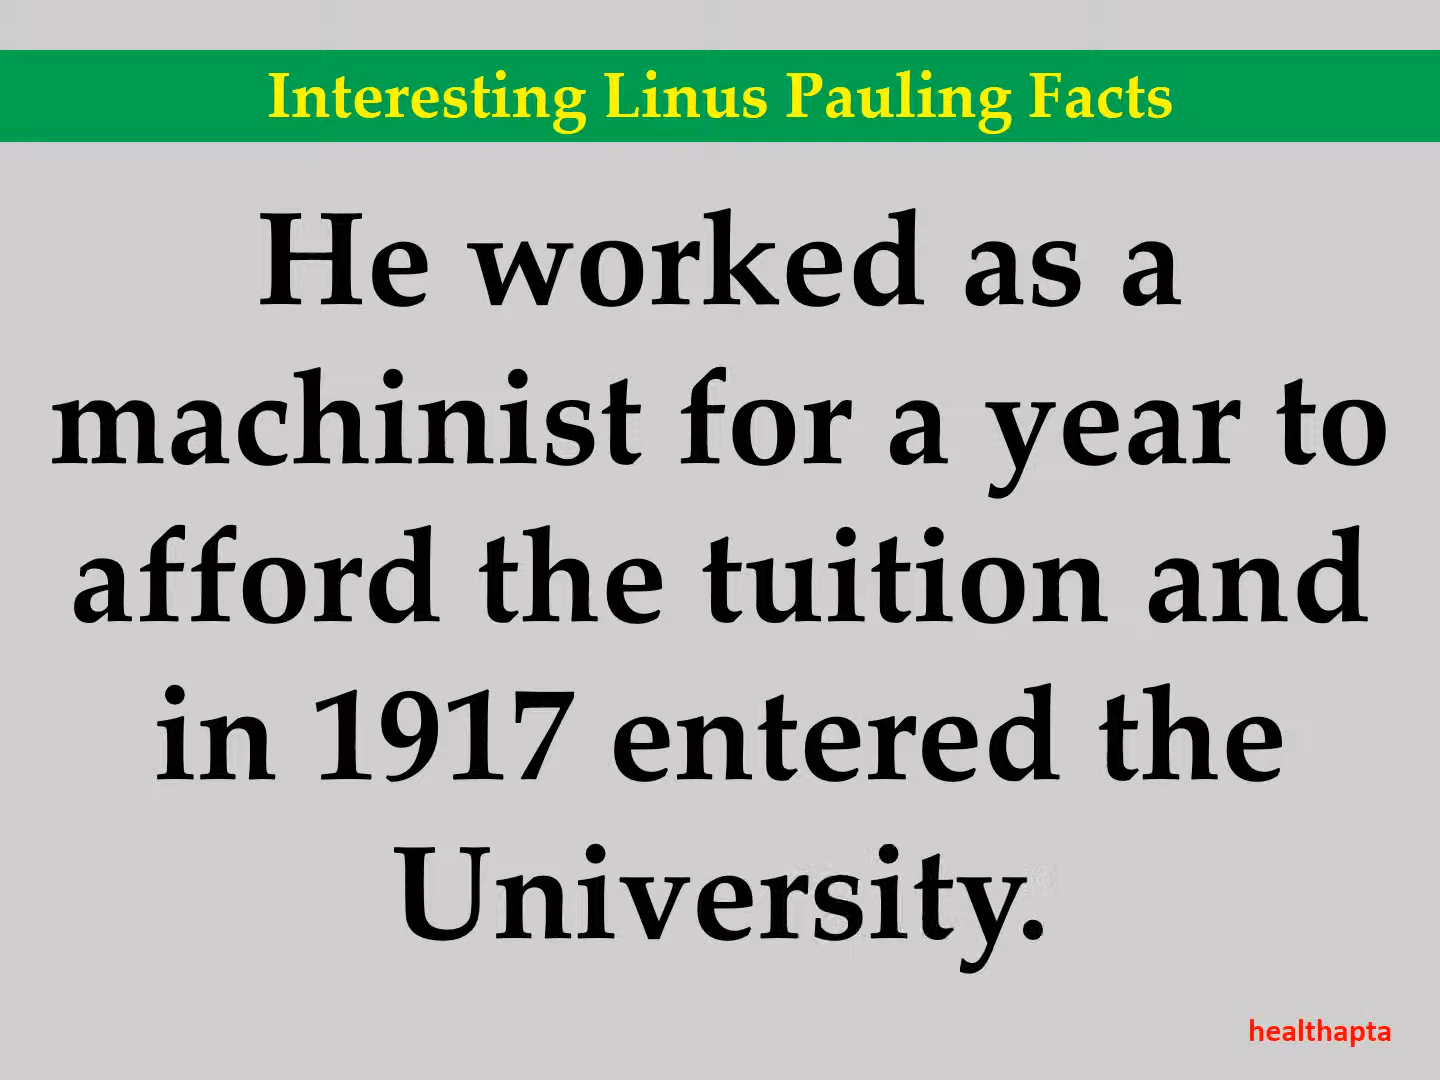 Interesting Linus Pauling Facts
He worked as a
machinist for a year to
afford the tuition and
in 1917 entered the
University.
healthapta